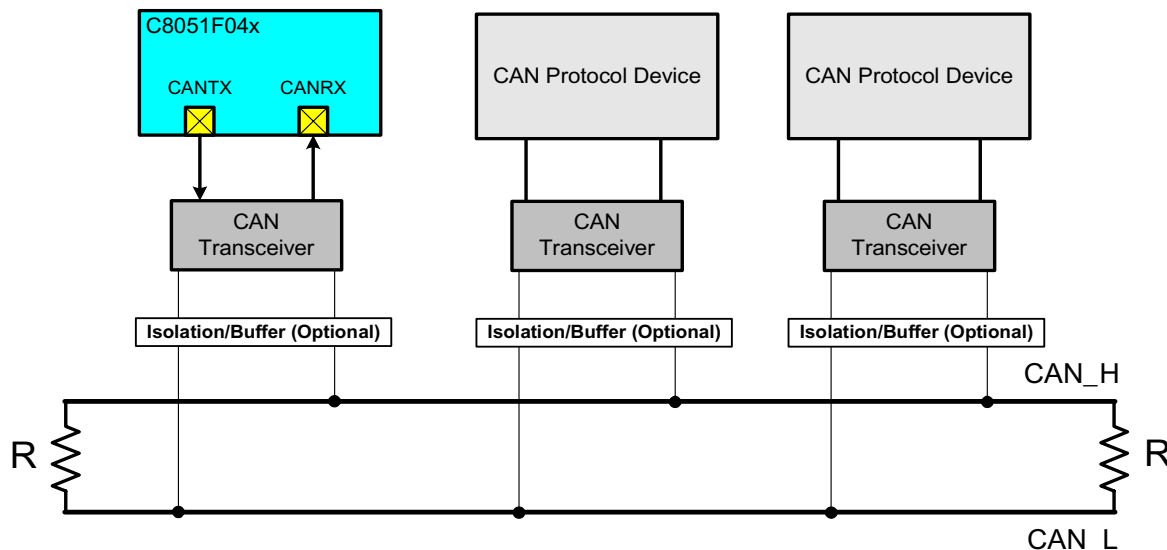 C8051F04x
CANTX
CANRX
CAN Protocol Device
CAN Protocol Device
CAN
Transceiver
CAN
Transceiver
CAN
Transceiver
Isolation/Buffer (Optional)
Isolation/Buffer (Optional)
Isolation/Buffer (Optional)
CAN_H
R
R
CAN_L